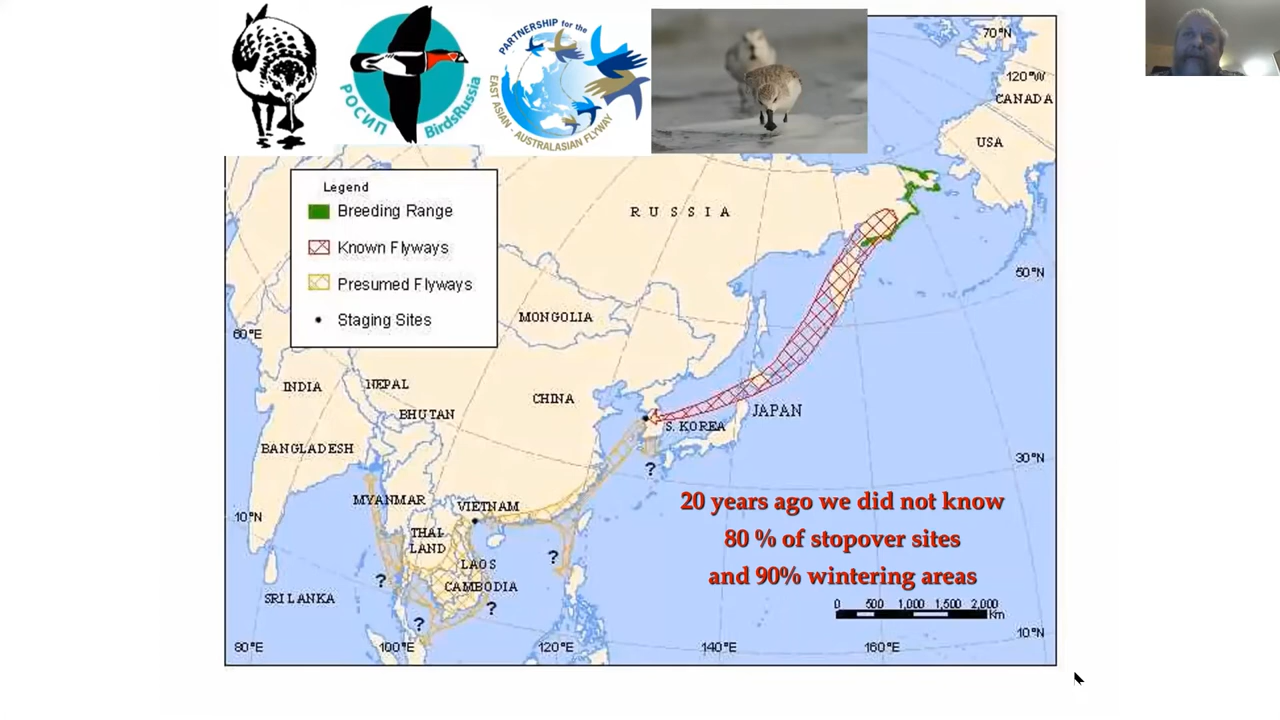 РОСИП
BirdsRussia
PARTNERSHIP for the
EAST ASIAN - AUSTRALASIAN FLYWAY
70°N
120°W
CANADA
USA
Legend
Breeding Range
Known Flyways
Presumed Flyways
Staging Sites
R U S S I A
50°N
MONGOLIA
60°E
INDIA
NEPAL
CHINA
BHUTAN
JAPAN
S. KOREA
BANGLADESH
?
30°N
MYANMAR
VIETNAM
20 years ago we did not know
10°N
THAI
LAND
80 % of stopover sites
LAOS
?
?
CAMBODIA
and 90% wintering areas
SRI LANKA
?
?
0 500 1,000 1,500 2,000
Km
10°N
80°E
100°E
120°E
140°E
160°E